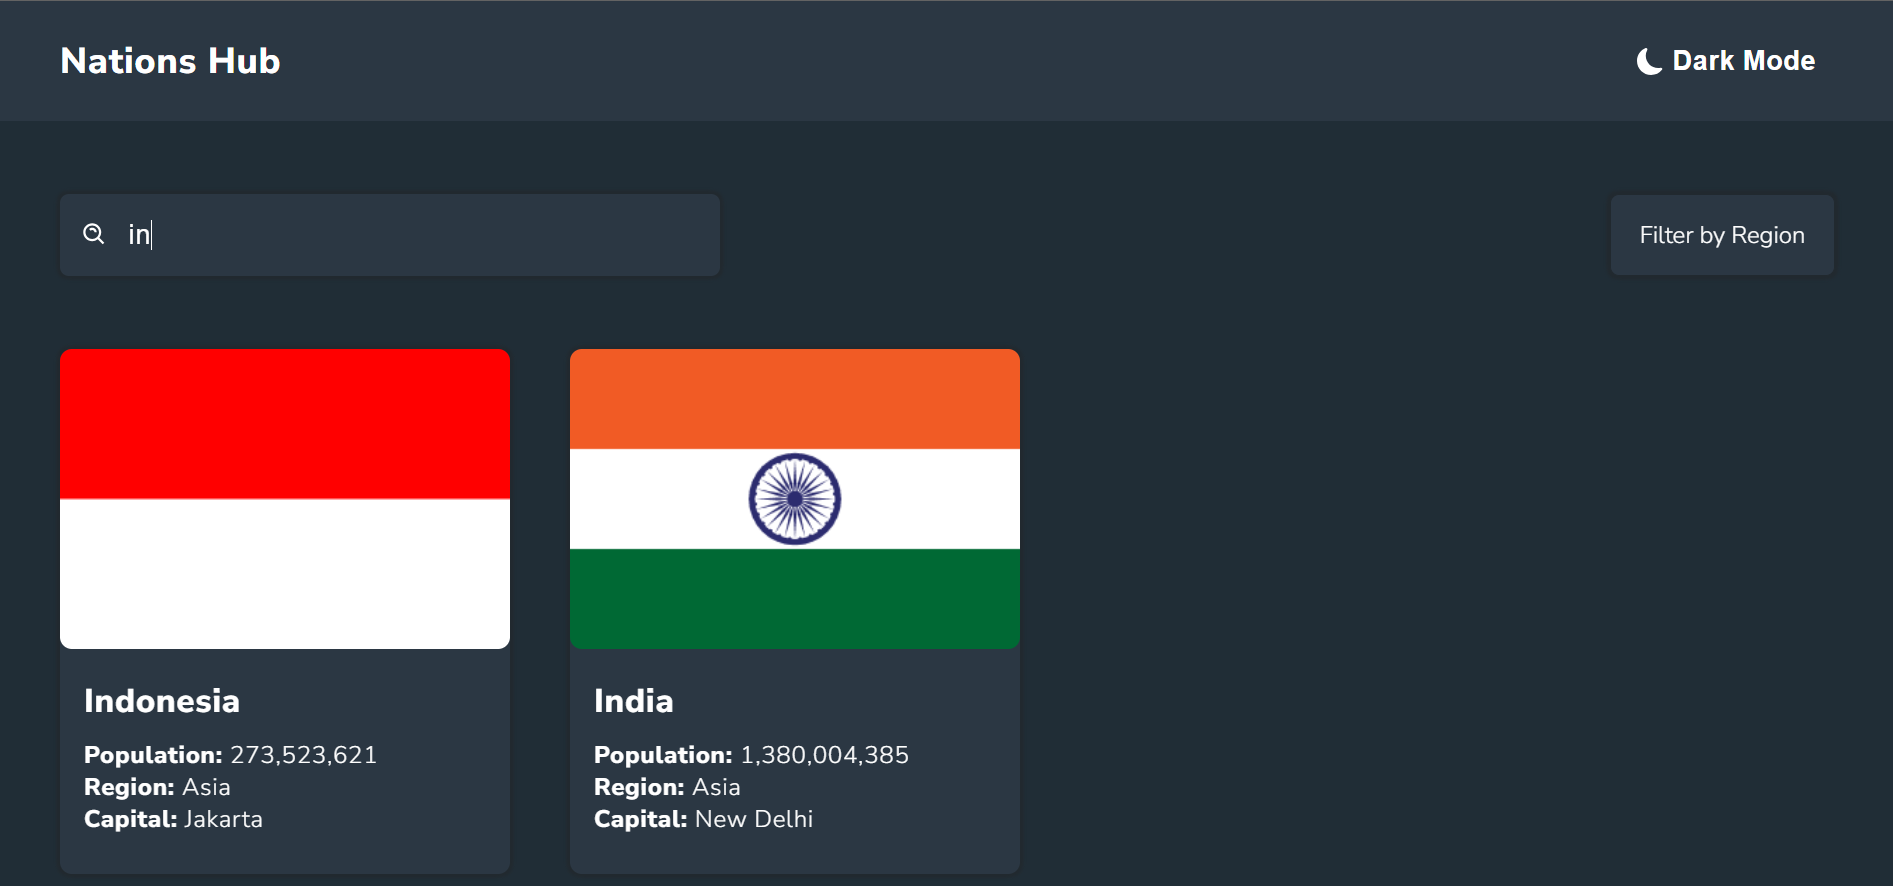 Nations Hub
Dark Mode
in
Filter by Region
Indonesia
Population: 273,523,621
Region: Asia
Capital: Jakarta
India
Population: 1,380,004,385
Region: Asia
Capital: New Delhi